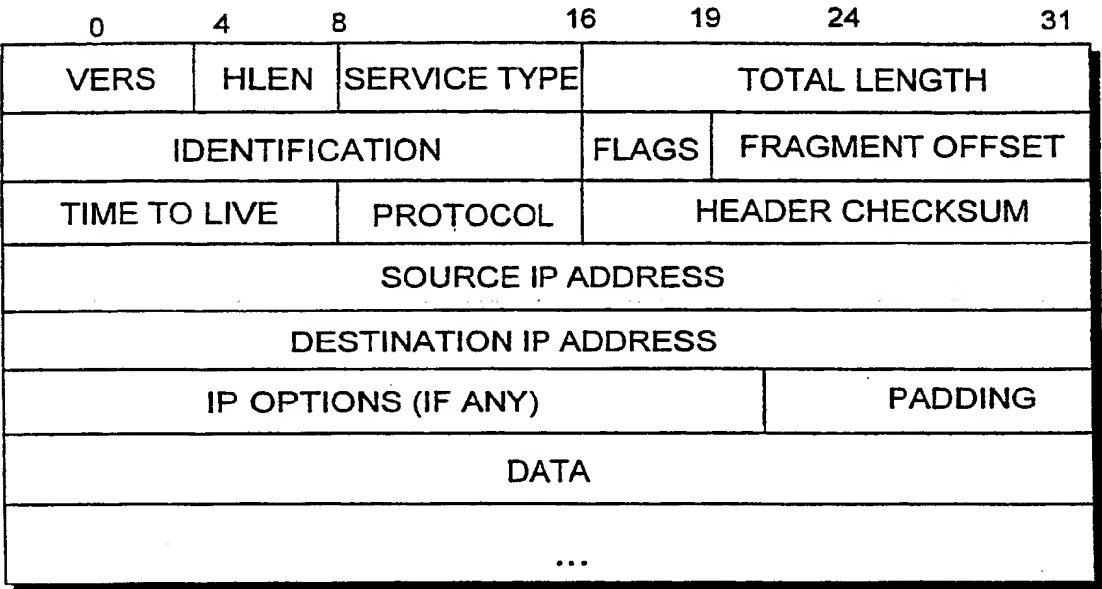 0 4 8 16 19 24 31
VERS HLEN SERVICE TYPE TOTAL LENGTH
IDENTIFICATION FLAGS FRAGMENT OFFSET
TIME TO LIVE PROTOCOL HEADER CHECKSUM
SOURCE IP ADDRESS
DESTINATION IP ADDRESS
IP OPTIONS (IF ANY) PADDING
DATA
...